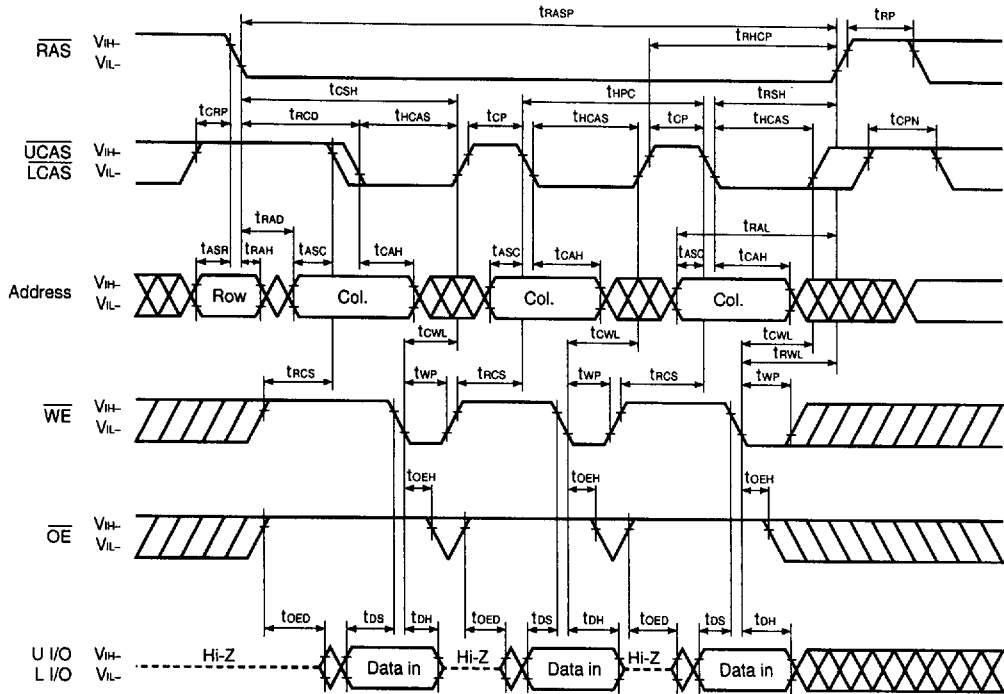 tRASP
tRP
tRHCP
RAS
VIH–
VIL–
tCSH
tHPC
tRSH
tCRP
tRCD
tHCAS
tCP
tHCAS
tCP
tHCAS
tCPN
UCAS
LCAS
VIH–
VIL–
tRAD
tRAL
tASR
tRAH
tASC
tCAH
tASC
tCAH
tASC
tCAH
Address
VIH–
VIL–
Row
Col.
Col.
Col.
tCWL
tCWL
tCWL
tRWL
tRCS
tWP
tRCS
tWP
tRCS
tWP
WE
VIH–
VIL–
tOEH
tOEH
tOEH
OE
VIH–
VIL–
tOED
tDS
tDH
tOED
tDS
tDH
tOED
tDS
tDH
U I/O
L I/O
VIH–
VIL–
Hi-Z
Data in
Hi-Z
Data in
Hi-Z
Data in